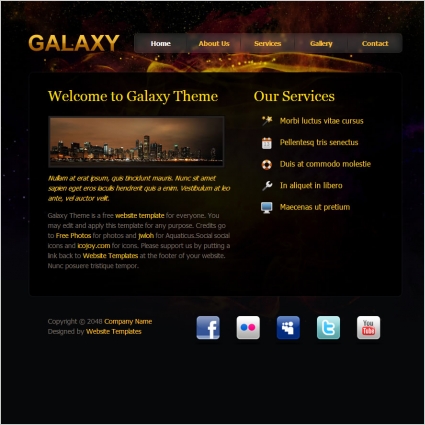 GALAXY
Home About Us Services Gallery Contact
Welcome to Galaxy Theme
Nullam at erat ipsum, quis tincidunt mauris. Nunc sit amet
sapien eget eros iaculis hendrerit quis a enim. Vestibulum at leo
ante, vel auctor velit.
Galaxy Theme is a free website template for everyone. You
may edit and apply this template for any purpose. Credits go
to Free Photos for photos and jwloh for Aquaticus.Social social
icons and icojoy.com for icons. Please support us by putting a
link back to Website Templates at the footer of your website.
Nunc posuere tristique tempor.
Our Services
Morbi luctus vitae cursus
Pellentesq tris senectus
Duis at commodo molestie
In aliquet in libero
Maecenas ut pretium
Copyright © 2048 Company Name
Designed by Website Templates
You
Tube